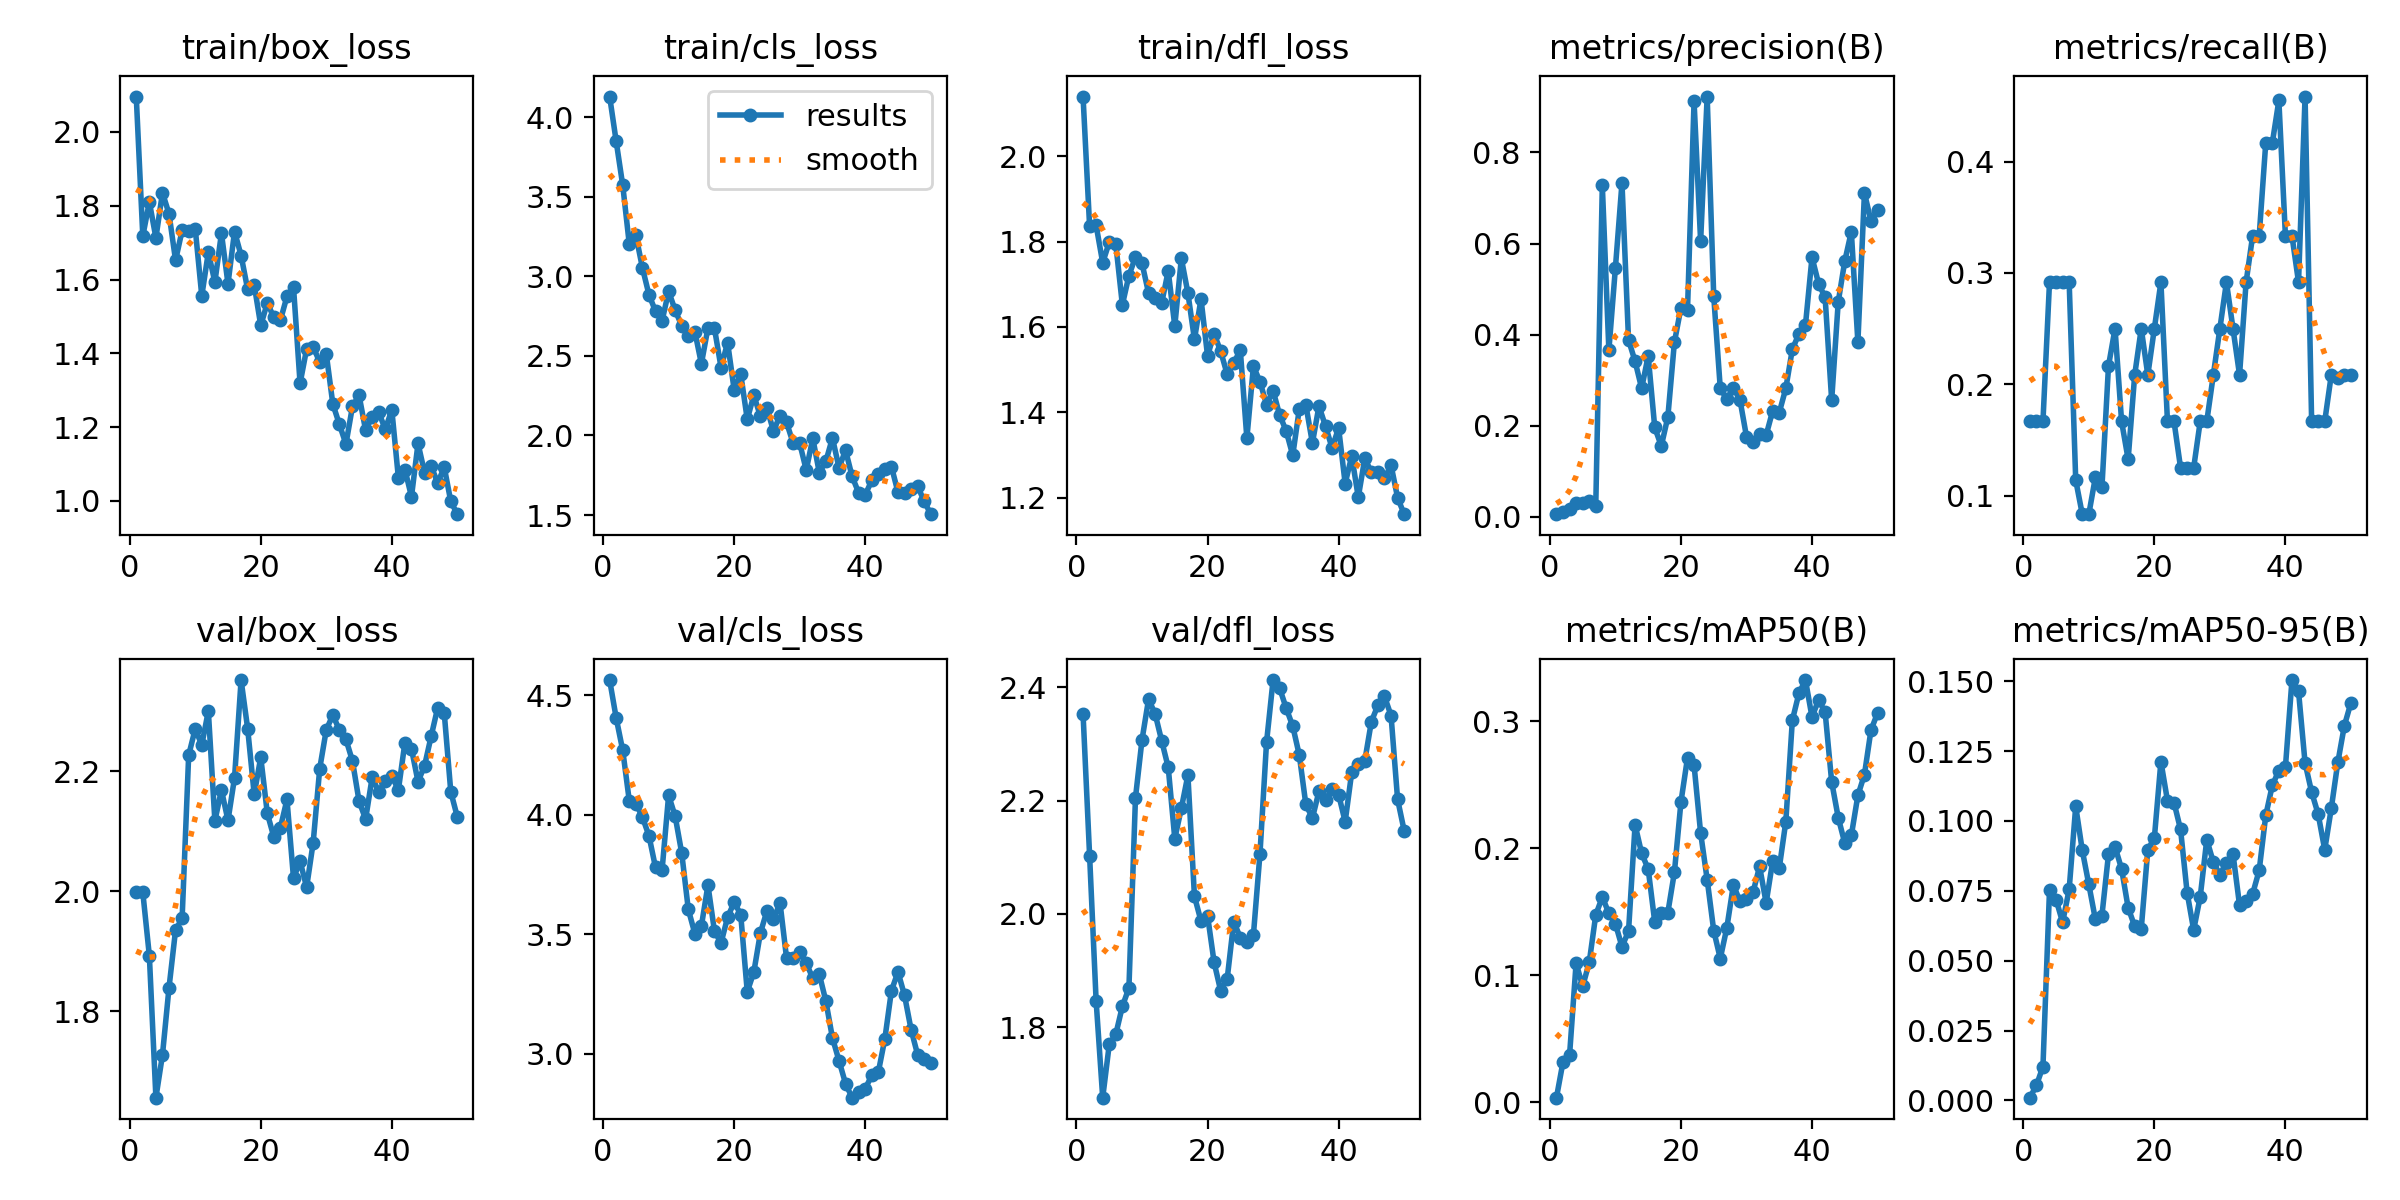 train/box_loss
train/cls_loss
train/dfl_loss
metrics/precision(B)
metrics/recall(B)
2.0
1.8
1.6
1.4
1.2
1.0
0 20 40
4.0
3.5
3.0
2.5
2.0
1.5
results
smooth
0 20 40
2.0
1.8
1.6
1.4
1.2
0 20 40
0.8
0.6
0.4
0.2
0.0
0 20 40
0.4
0.3
0.2
0.1
0 20 40
val/box_loss
val/cls_loss
val/dfl_loss
metrics/mAP50(B)
metrics/mAP50-95(B)
2.2
2.0
1.8
0 20 40
4.5
4.0
3.5
3.0
0 20 40
2.4
2.2
2.0
1.8
0 20 40
0.3
0.2
0.1
0.0
0 20 40
0.150
0.125
0.100
0.075
0.050
0.025
0.000
0 20 40